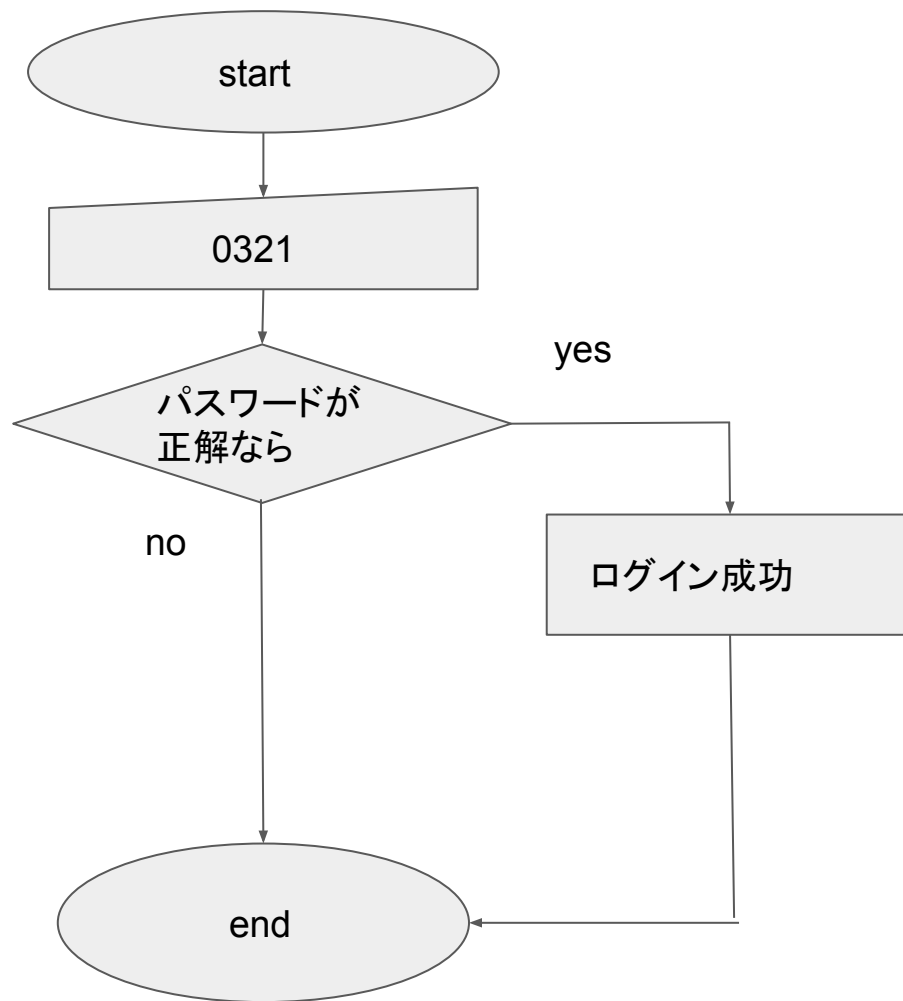 start
0321
yes
パスワードが
正解なら
no
ログイン成功
end